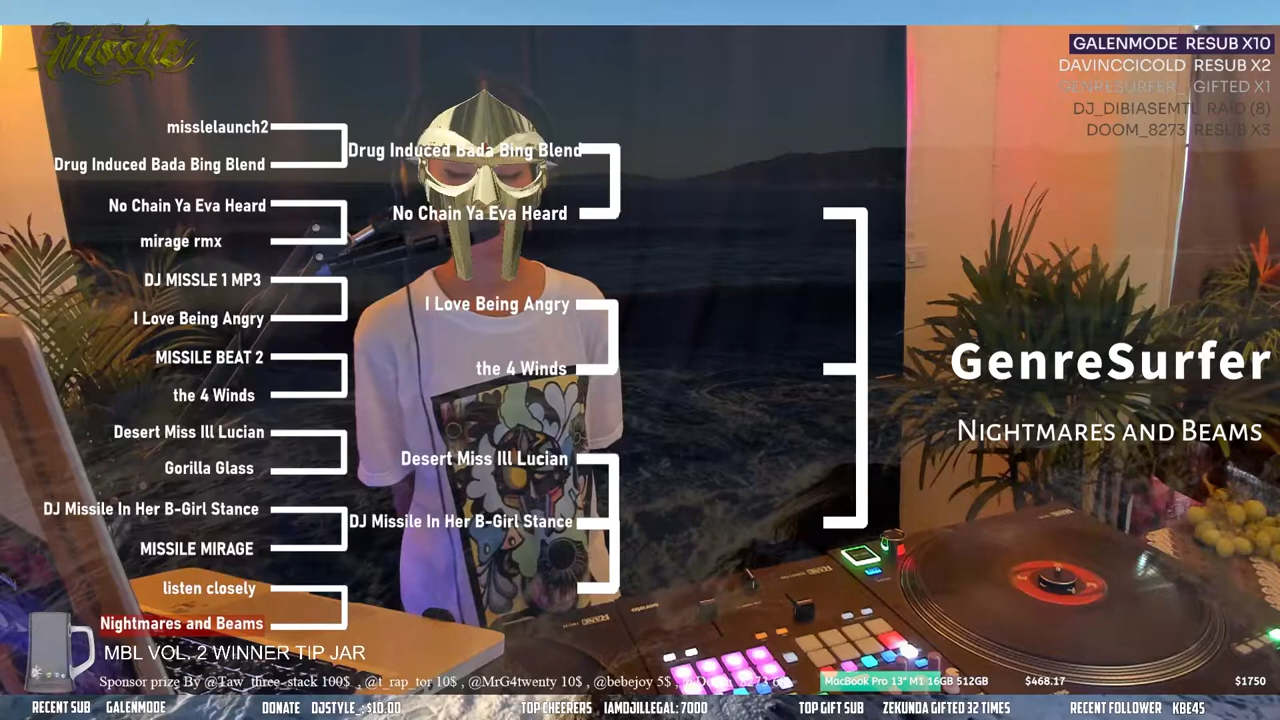 Missile
GALENMODE RESUB X10
DAVINCCICOLD RESUB X2
GENRESURFER_ GIFTED X1
DJ_DIBIASEMTL RAID (8)
DOOM_8273 RESUB X3
misslelaunch2
Drug Induced Bada Bing Blend
No Chain Ya Eva Heard
mirage rmx
DJ MISSLE 1 MP3
I Love Being Angry
MISSILE BEAT 2
the 4 Winds
Desert Miss Ill Lucian
Gorilla Glass
DJ Missile In Her B-Girl Stance
MISSILE MIRAGE
listen closely
Nightmares and Beams
Drug Induced Bada Bing Blend
No Chain Ya Eva Heard
I Love Being Angry
the 4 Winds
Desert Miss Ill Lucian
DJ Missile In Her B-Girl Stance
GenreSurfer
Nightmares and Beams
RANE
RANE
MBL VOL. 2 WINNER TIP JAR
Sponsor prize By @Taw_three-stack 100$ , @t_rap_tor 10$ , @MrG4twenty 10$ , @bebejoy 5$ ,
MacBook Pro 13" M1 16GB 512GB
$468.17
$1750
RECENT SUB GALENMODE
DONATE DJSTYLE_: $10.00
TOP CHEERERS IAMDJILLEGAL: 7000
TOP GIFT SUB ZEKUNDA GIFTED 32 TIMES
RECENT FOLLOWER KBE45